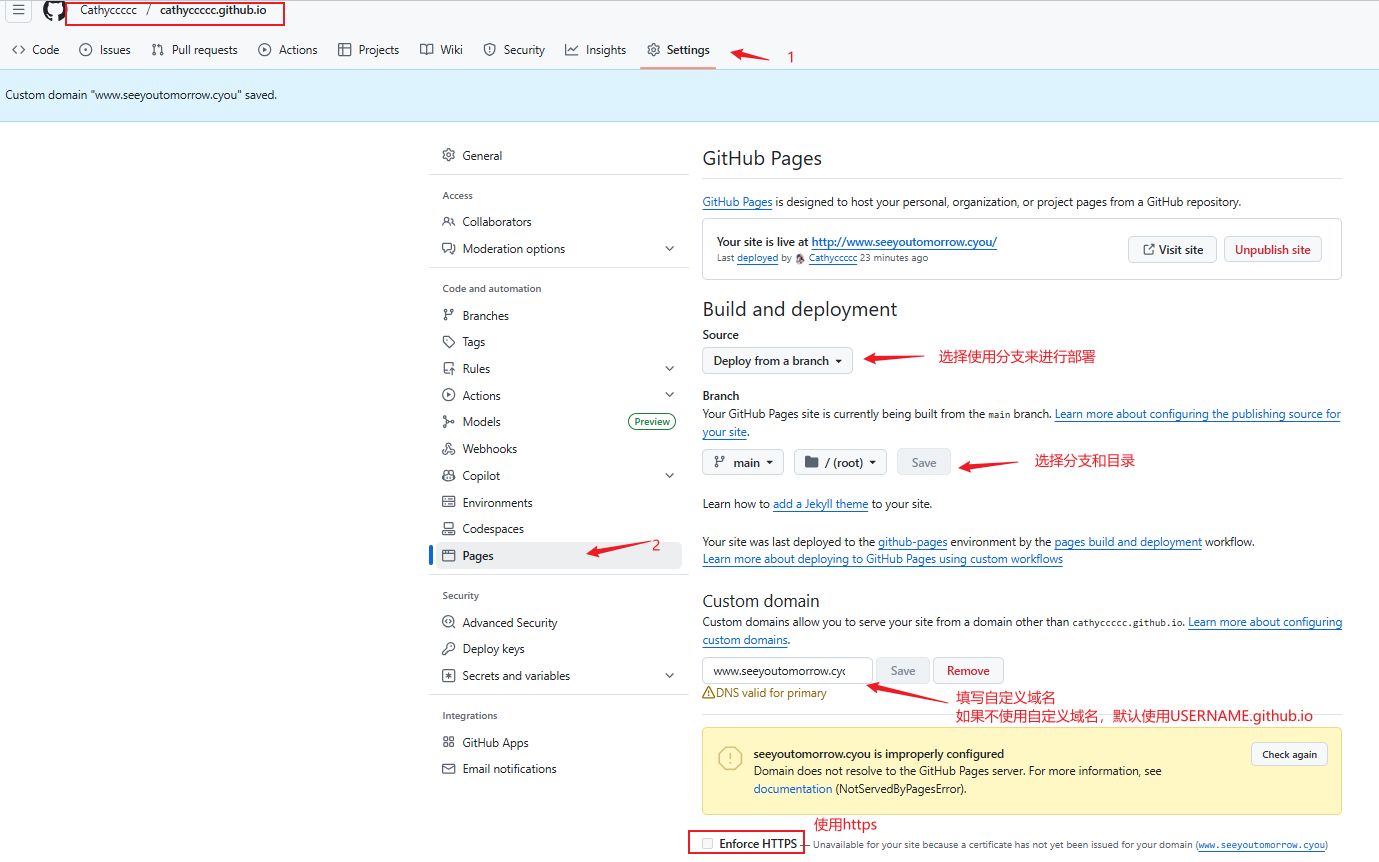 Cathyccccc / cathyccccc.github.io
Code Issues Pull requests Actions Projects Wiki Security Insights Settings 1
Custom domain "www.seeyoutomorrow.cyou" saved.
General
Access
Collaborators
Moderation options
Code and automation
Branches
Tags
Rules
Actions
Models Preview
Webhooks
Copilot
Environments
Codespaces
Pages 2
Security
Advanced Security
Deploy keys
Secrets and variables
Integrations
GitHub Apps
Email notifications
GitHub Pages
GitHub Pages is designed to host your personal, organization, or project pages from a GitHub repository.
Your site is live at http://www.seeyoutomorrow.cyou/
Last deployed by Cathyccccc 23 minutes ago
Visit site Unpublish site
Build and deployment
Source
Deploy from a branch 选择使用分支来进行部署
Branch
Your GitHub Pages site is currently being built from the main branch. Learn more about configuring the publishing source for
your site.
main / (root) Save 选择分支和目录
Learn how to add a Jekyll theme to your site.
Your site was last deployed to the github-pages environment by the pages build and deployment workflow.
Learn more about deploying to GitHub Pages using custom workflows
Custom domain
Custom domains allow you to serve your site from a domain other than cathyccccc.github.io. Learn more about configuring
custom domains.
www.seeyoutomorrow.cyc Save Remove
DNS valid for primary
填写自定义域名
如果不使用自定义域名，默认使用USERNAME.github.io
seeyoutomorrow.cyou is improperly configured
Domain does not resolve to the GitHub Pages server. For more information, see
documentation (NotServedByPagesError).
Check again
使用https
Enforce HTTPS — Unavailable for your site because a certificate has not yet been issued for your domain (www.seeyoutomorrow.cyou)